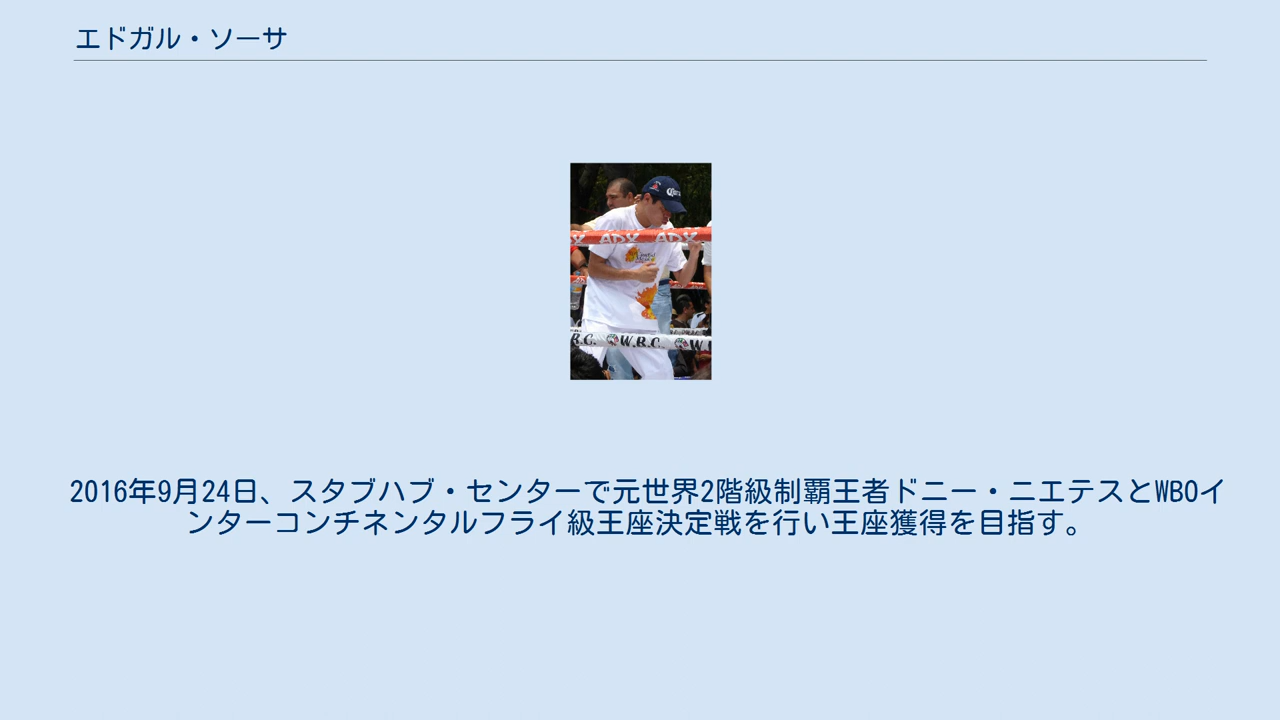 エドガル・ソーサ
ADX ADX
W.B.C.
2016年9月24日、スタブハブ・センターで元世界2階級制覇王者ドニー・ニエテスとWBOイ
ンターコンチネンタルフライ級王座決定戦を行い王座獲得を目指す。